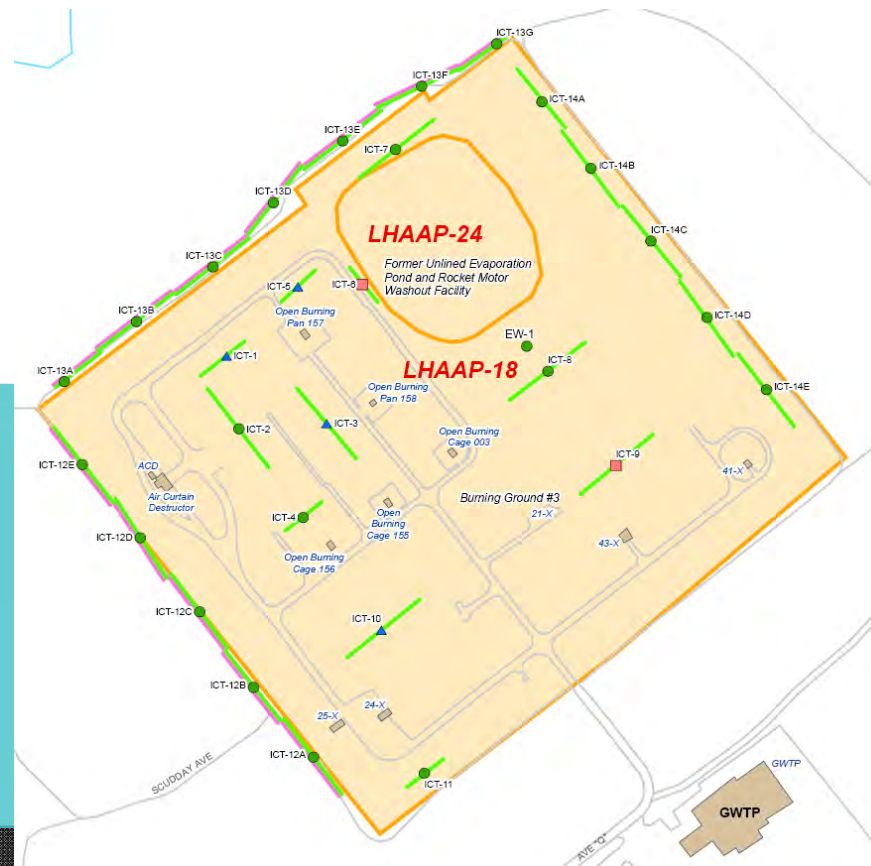 ICT-13G
ICT-13F
ICT-14A
ICT-13E
ICT-7
ICT-14B
ICT-13D
LHAAP-24
ICT-14C
Former Unlined Evaporation
Pond and Rocket Motor
Washout Facility
ICT-13C
ICT-5
ICT-6
Open Burning
Pan 157
ICT-13B
ICT-14D
EW-1
ICT-1
LHAAP-18
ICT-8
ICT-13A
Open Burning
Pan 158
ICT-14E
ICT-2
ICT-3
Open Burning
Cage 003
ICT-9
ICT-12E
ACD
Air Curtain
Destructor
41-X
Burning Ground #3
21-X
ICT-4
Open
Burning
Cage 155
ICT-12D
43-X
Open Burning
Cage 156
ICT-12C
ICT-10
ICT-12B
24-X
25-X
ICT-12A
SCUDDAY AVE
ICT-11
GWTP
GWTP
AVE "Q"